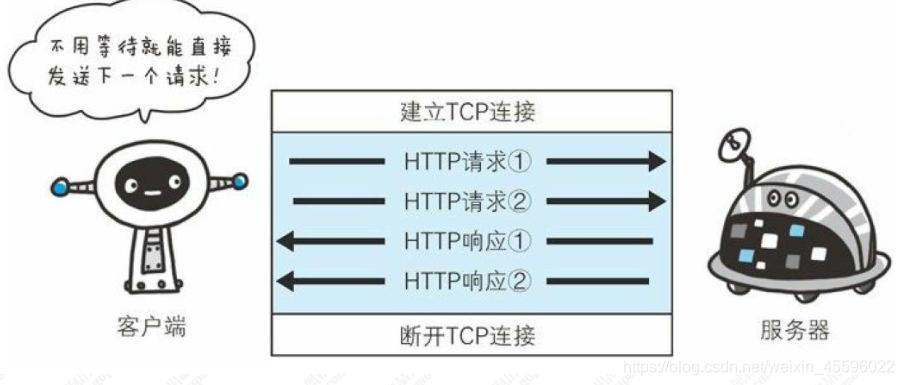 不用等待就能直接
发送下一个请求!
建立TCP连接
HTTP请求①
HTTP请求②
HTTP响应①
HTTP响应②
断开TCP连接
客户端
服务器
https://blog.csdn.net/weixin_45596022